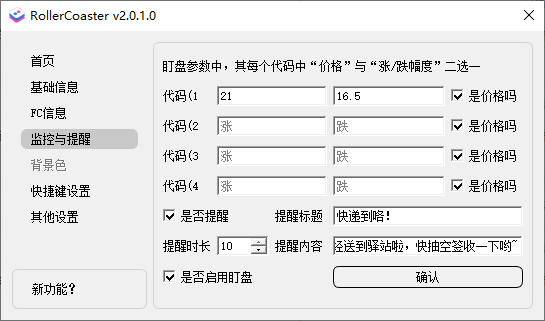 RollerCoaster v2.0.1.0
首页
基础信息
FC信息
监控与提醒
背景色
快捷键设置
其他设置
新功能？
盯盘参数中，其每个代码中“价格”与“涨/跌幅度”二选一
代码(1 21 16.5 是价格吗
代码(2 涨 跌 是价格吗
代码(3 涨 跌 是价格吗
代码(4 涨 跌 是价格吗
是否提醒 提醒标题 快递到咯！
提醒时长 10 提醒内容 送到驿站啦，快抽空签收一下哟~
是否启用盯盘 确认